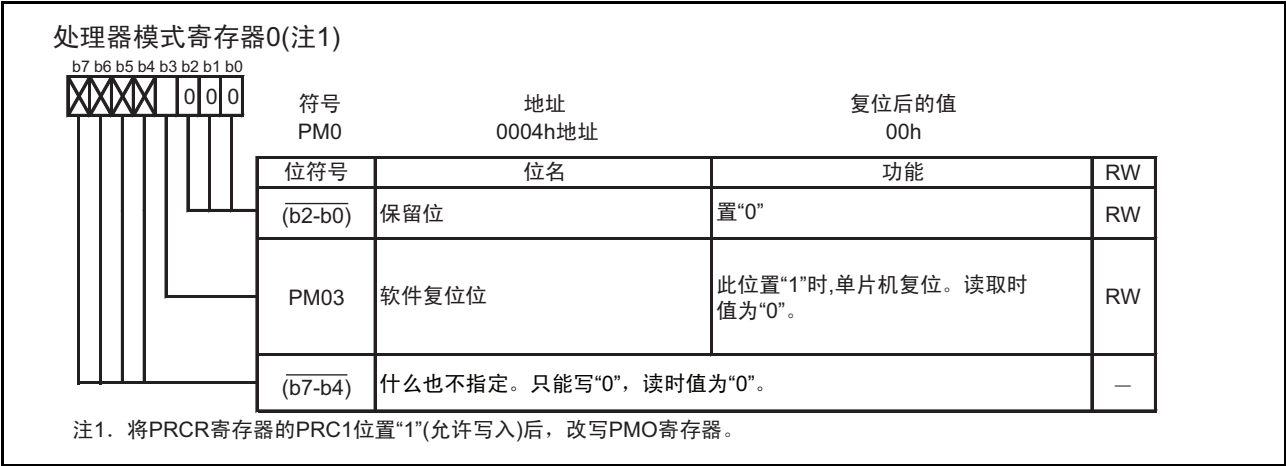 处理器模式寄存器0(注1)
b7 b6 b5 b4 b3 b2 b1 b0
0 0 0
符号 地址 复位后的值
PM0 0004h地址 00h
位符号 位名 功能 RW
(b2-b0) 保留位 置“0” RW
PM03 软件复位位 此位置“1”时,单片机复位。读取时
值为“0”。 RW
(b7-b4) 什么也不指定。只能写“0”，读时值为“0”。 —
注1．将PRCR寄存器的PRC1位置“1”(允许写入)后，改写PMO寄存器。